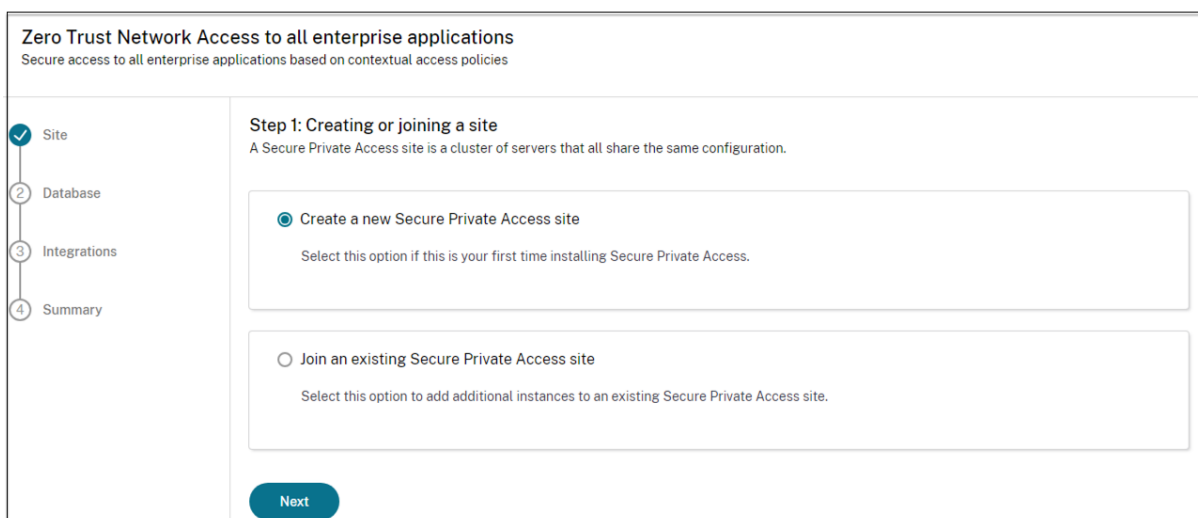 Zero Trust Network Access to all enterprise applications
Secure access to all enterprise applications based on contextual access policies
Site
2 Database
3 Integrations
4 Summary
Step 1: Creating or joining a site
A Secure Private Access site is a cluster of servers that all share the same configuration.
Create a new Secure Private Access site
Select this option if this is your first time installing Secure Private Access.
Join an existing Secure Private Access site
Select this option to add additional instances to an existing Secure Private Access site.
Next